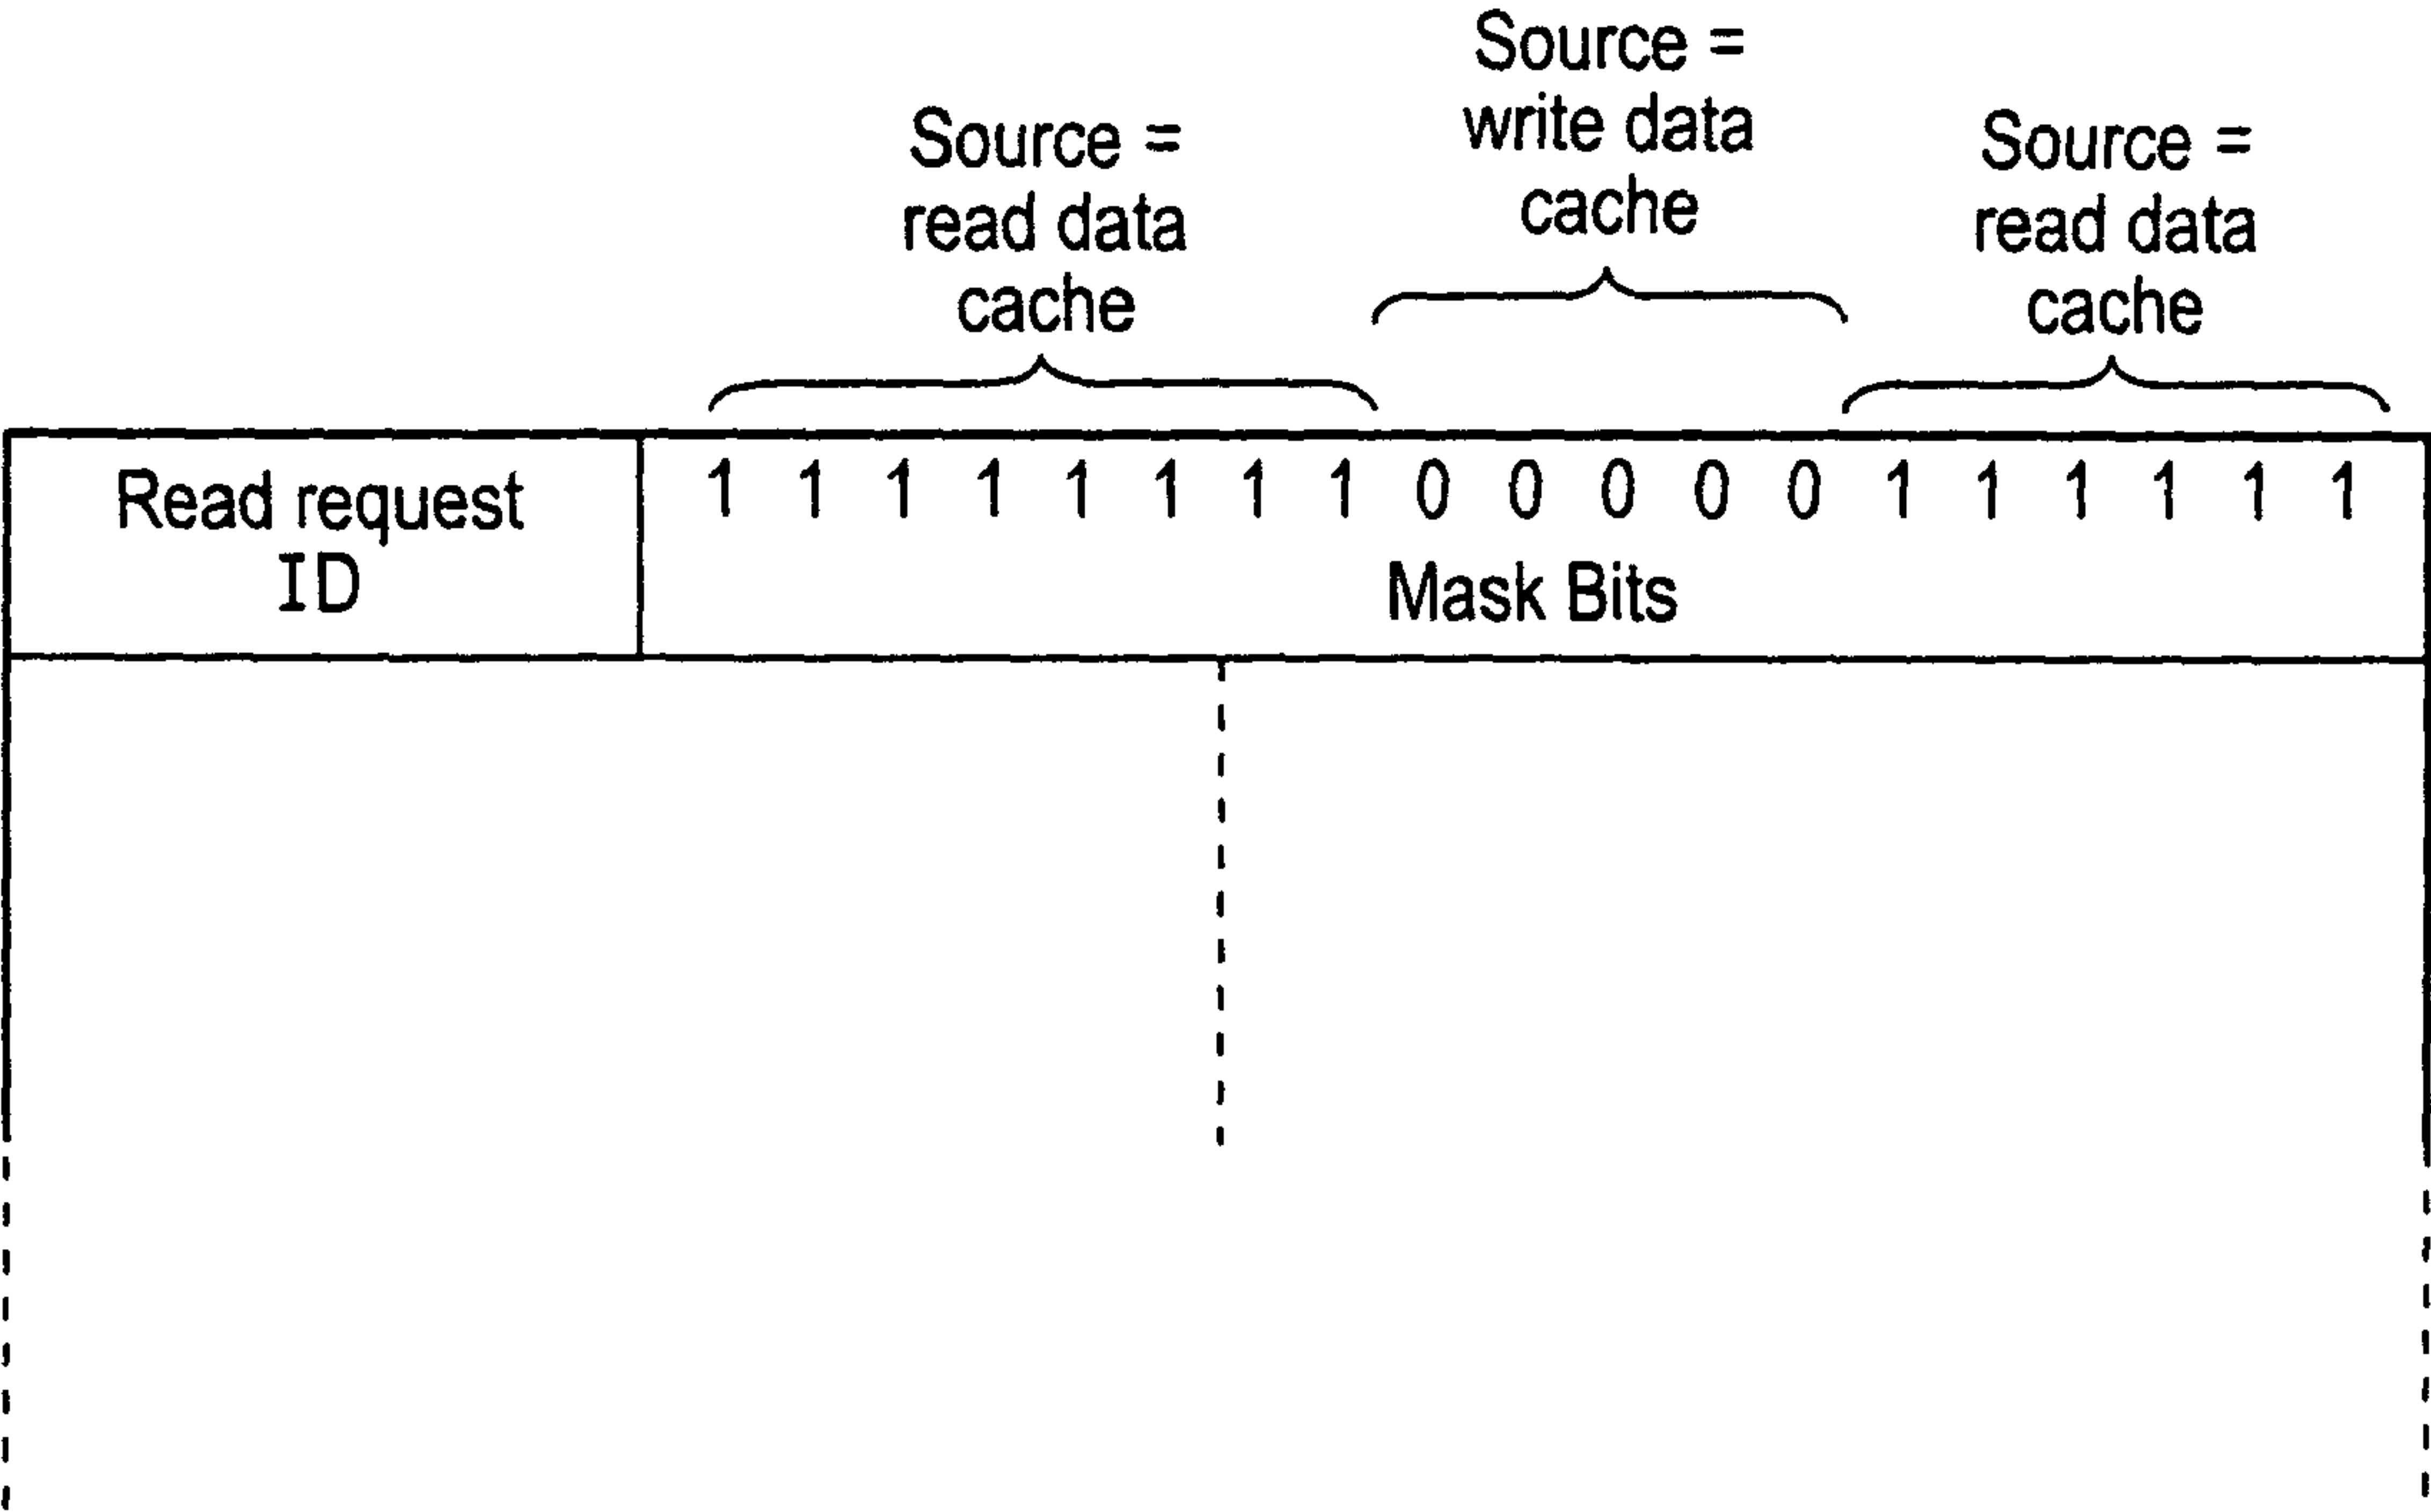 Source =
read data
cache
Source =
write data
cache
Source =
read data
cache
Read request
ID
1 1 1 1 1 1 1 1 0 0 0 0 0 1 1 1 1 1 1
Mask Bits